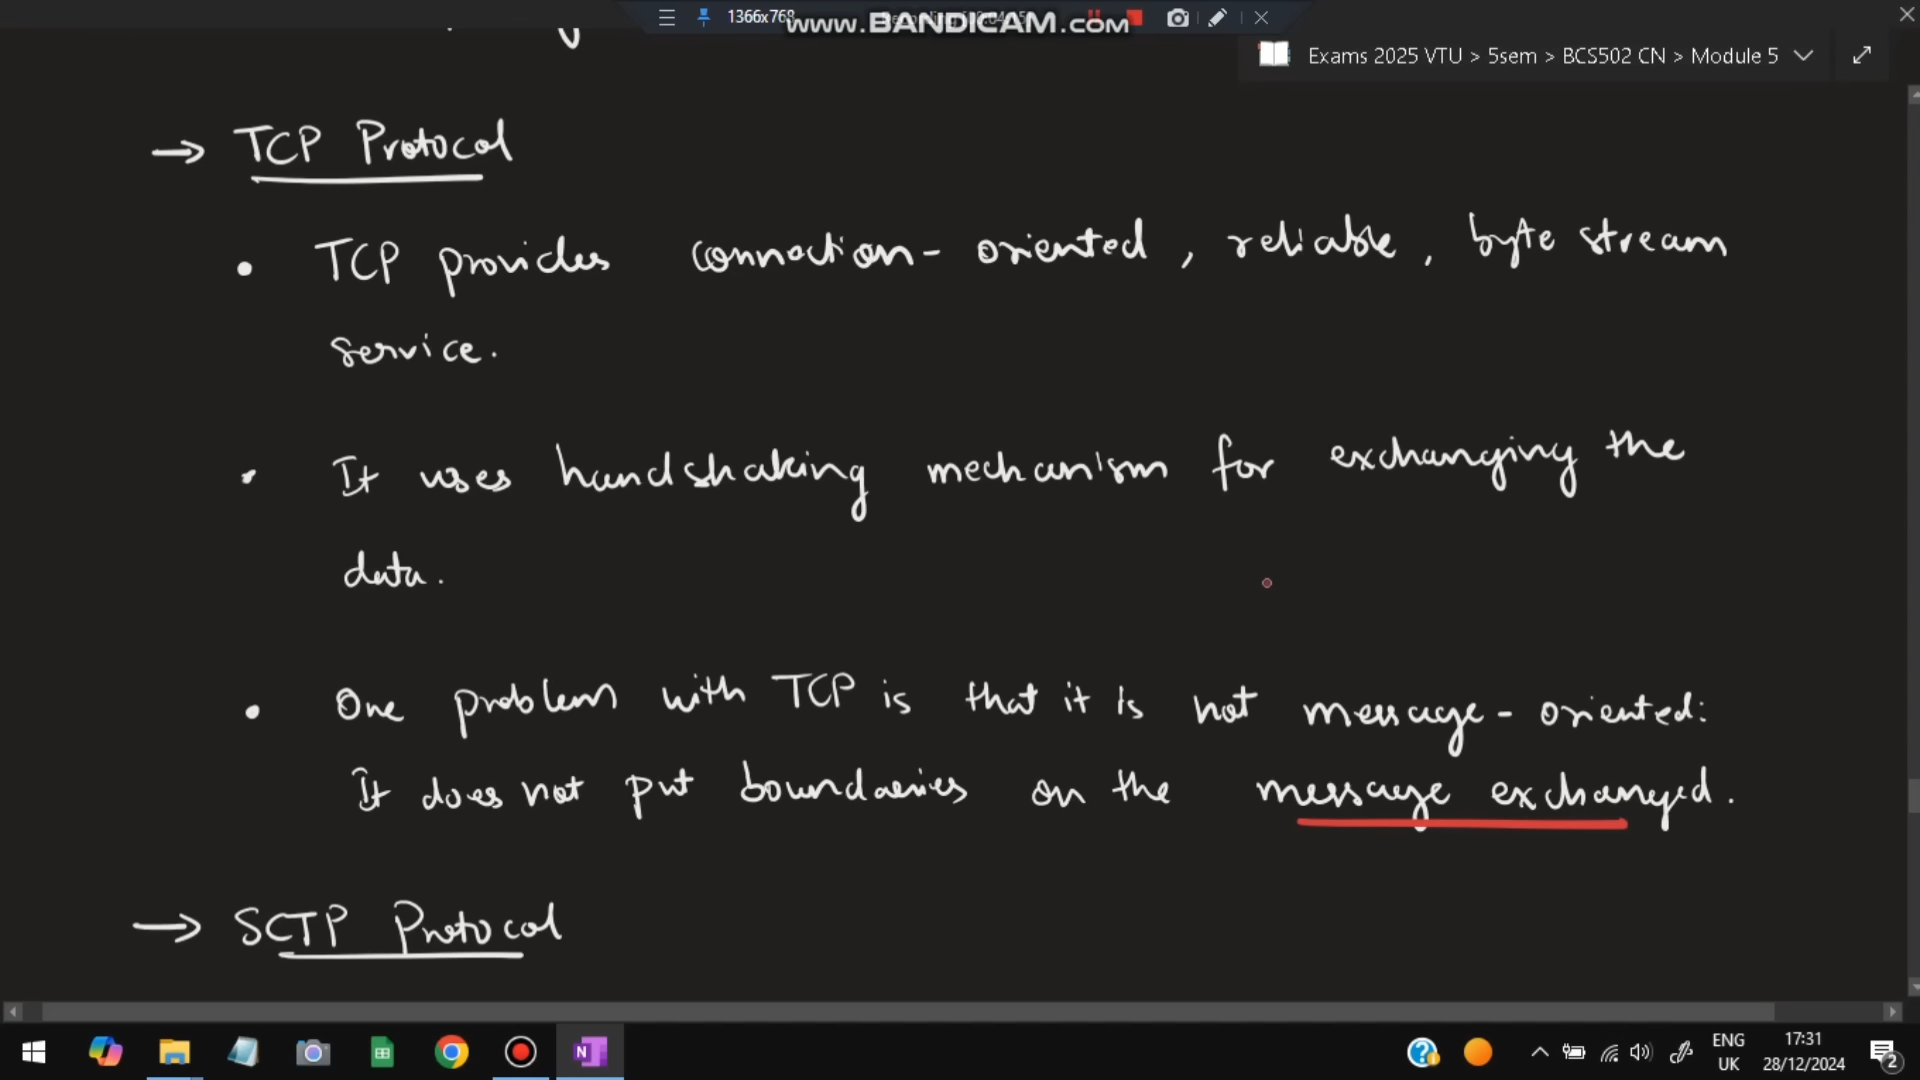 1366x768
www.BANDICAM.com
Exams 2025 VTU > 5sem > BCS502 CN > Module 5
→ TCP Protocol
• TCP provides connection-oriented, reliable, byte stream
service.
• It uses handshaking mechanism for exchanging the
data.
• One problem with TCP is that it is not message-oriented:
It does not put boundaries on the message exchanged.
→ SCTP Protocol
ENG
UK
17:31
28/12/2024
2